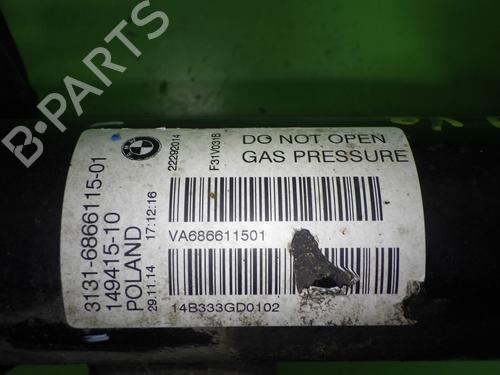 3131-6866115-01
149415-10
POLAND
29.11.14 17:12:16
22292014
F31V031B
DO NOT OPEN
GAS PRESSURE
VA686611501
14B333GD0102
B-PARTS